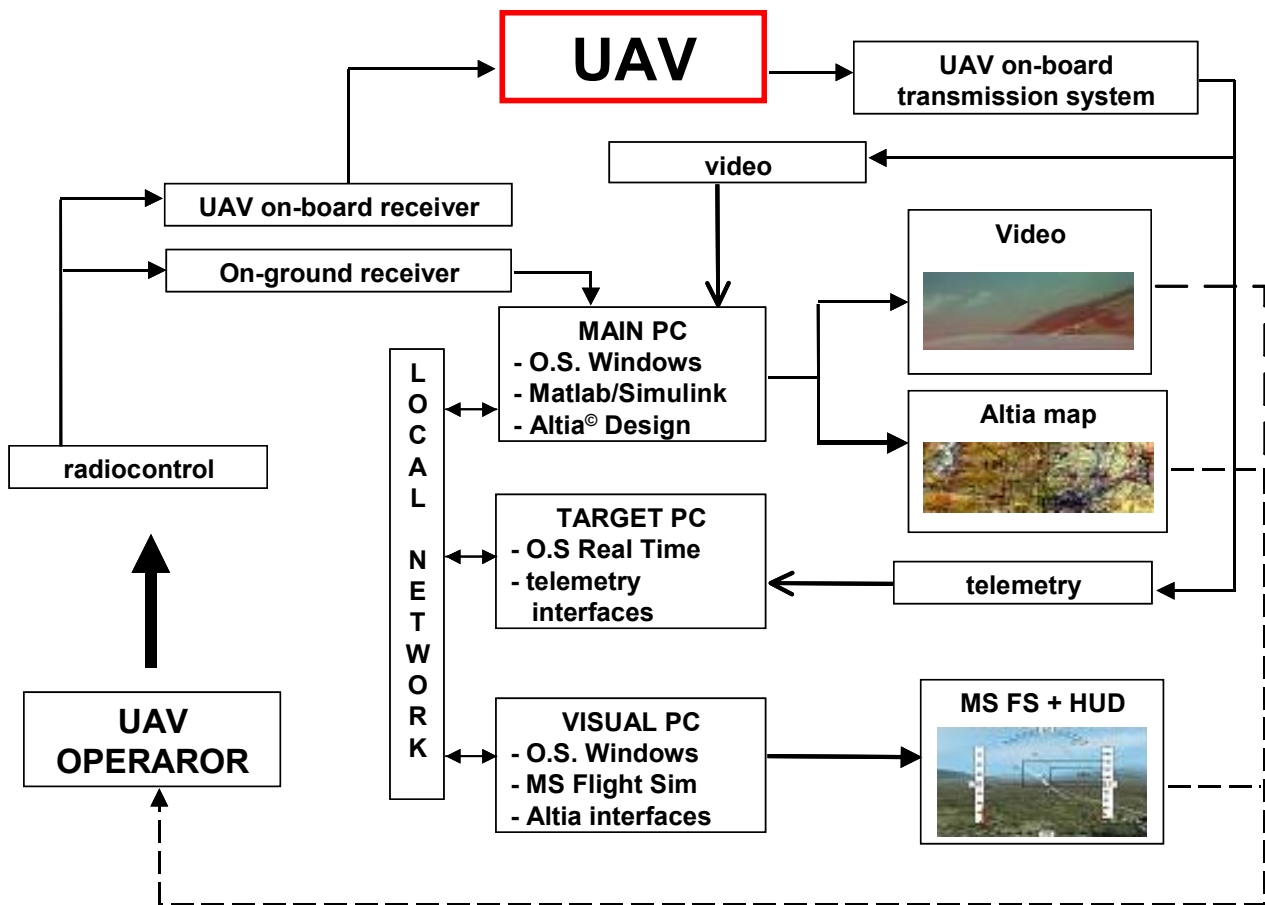 UAV
UAV on-board
transmission system
video
UAV on-board receiver
On-ground receiver
Video
MAIN PC
- O.S. Windows
- Matlab/Simulink
- Altia© Design
LOCAL NETWORK
Altia map
radiocontrol
TARGET PC
- O.S Real Time
- telemetry
interfaces
telemetry
UAV
OPERAROR
VISUAL PC
- O.S. Windows
- MS Flight Sim
- Altia interfaces
MS FS + HUD